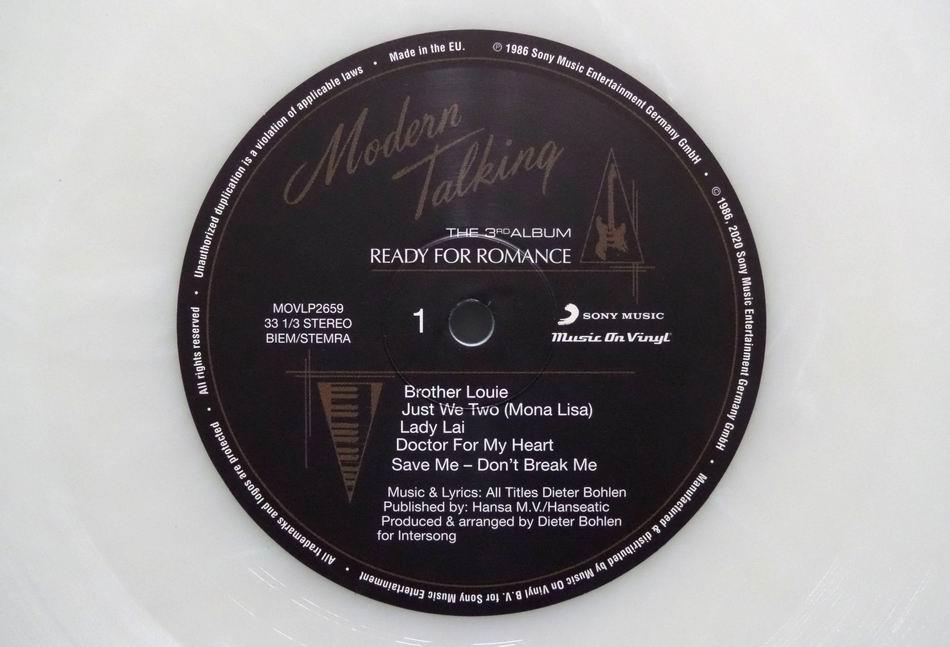 Modern
Talking
THE 3RD ALBUM
READY FOR ROMANCE
MOVLP2659
33 1/3 STEREO
BIEM/STEMRA
1
SONY MUSIC
Music On Vinyl
Brother Louie
Just We Two (Mona Lisa)
Lady Lai
Doctor For My Heart
Save Me – Don't Break Me
Music & Lyrics: All Titles Dieter Bohlen
Published by: Hansa M.V./Hanseatic
Produced & arranged by Dieter Bohlen
for Intersong
℗ 1986 Sony Music Entertainment Germany GmbH • © 1986, 2020 Sony Music Entertainment Germany GmbH • Manufactured & distributed by Music On Vinyl B.V. for Sony Music Entertainment • All trademarks and logos are protected • All rights reserved • Unauthorized duplication is a violation of applicable laws • Made in the EU.